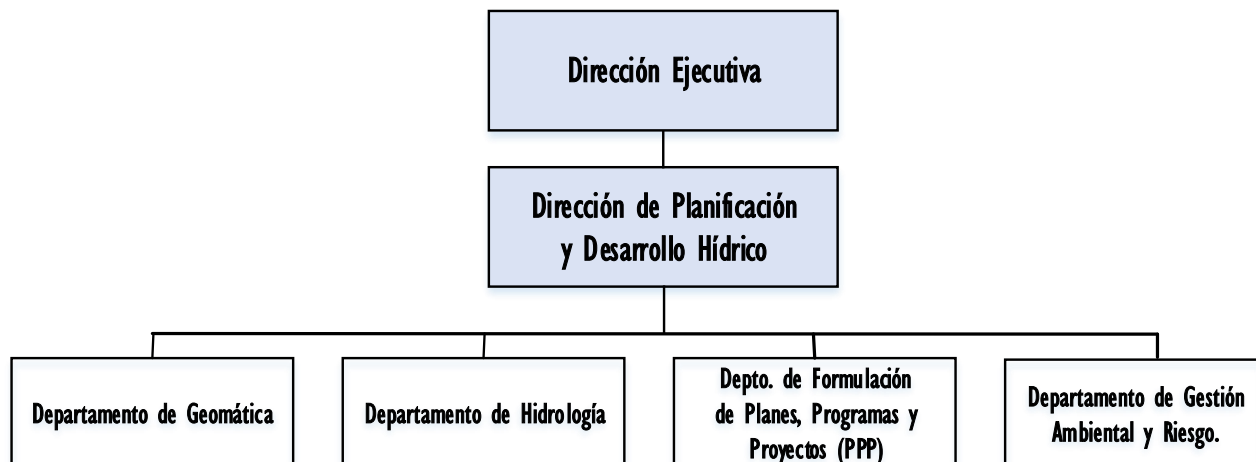 Dirección Ejecutiva
Dirección de Planificación
y Desarrollo Hídrico
Departamento de Geomática
Departamento de Hidrología
Depto. de Formulación
de Planes, Programas y
Proyectos (PPP)
Departamento de Gestión
Ambiental y Riesgo.